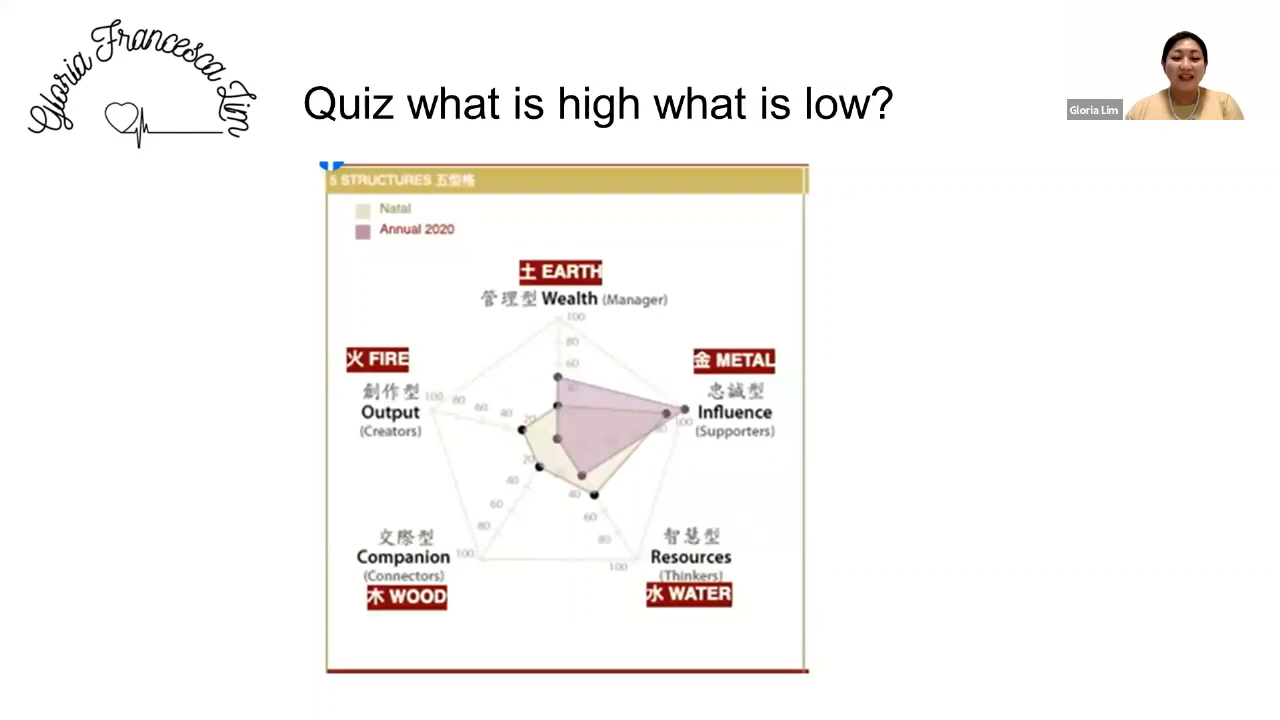 Gloria Francesca Lim
Quiz what is high what is low?
Gloria Lim
5 STRUCTURES 五型格
Natal
Annual 2020
土 EARTH
管理型 Wealth (Manager)
100
80
60
40
火 FIRE
創作型
Output
(Creators)
100 80 60 40 20
金 METAL
忠誠型
Influence
(Supporters)
80 100
文際型
Companion
(Connectors)
木 WOOD
20
40
60
80
100
智慧型
Resources
(Thinkers)
水 WATER
40
60
80
100